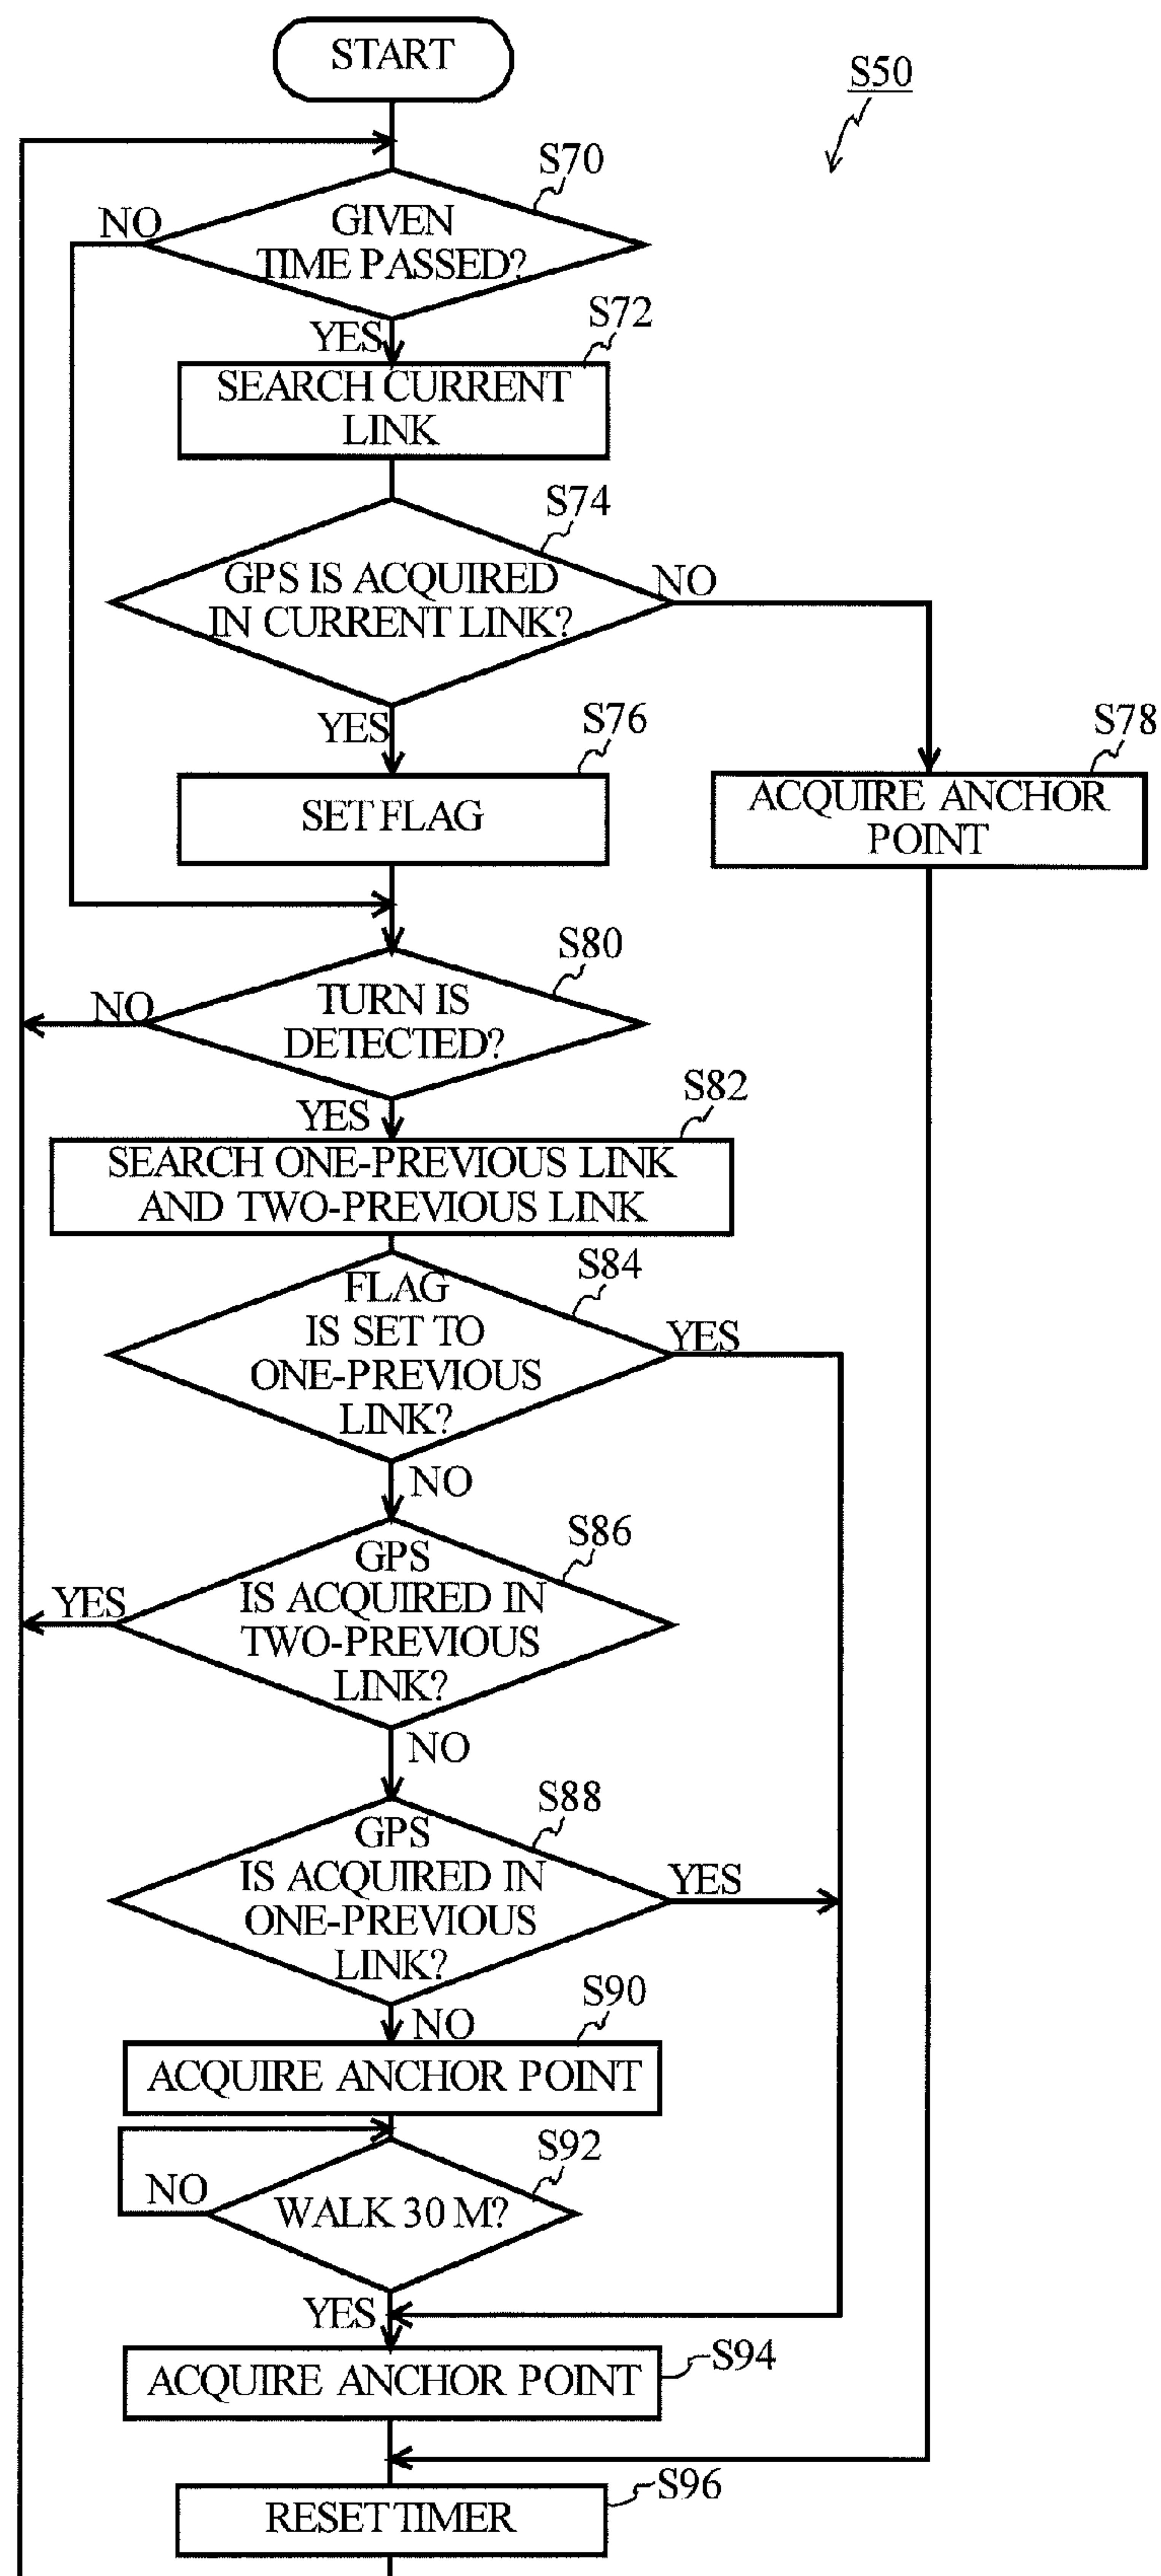 START
S50
S70
NO
GIVEN
TIME PASSED?
YES
S72
SEARCH CURRENT
LINK
S74
GPS IS ACQUIRED
IN CURRENT LINK?
NO
YES
S76
S78
SET FLAG
ACQUIRE ANCHOR
POINT
S80
NO
TURN IS
DETECTED?
YES
S82
SEARCH ONE-PREVIOUS LINK
AND TWO-PREVIOUS LINK
S84
FLAG
IS SET TO
ONE-PREVIOUS
LINK?
YES
NO
S86
GPS
IS ACQUIRED IN
TWO-PREVIOUS
LINK?
YES
NO
S88
GPS
IS ACQUIRED IN
ONE-PREVIOUS
LINK?
YES
S90
NO
ACQUIRE ANCHOR POINT
S92
NO
WALK 30 M?
YES
S94
ACQUIRE ANCHOR POINT
S96
RESET TIMER